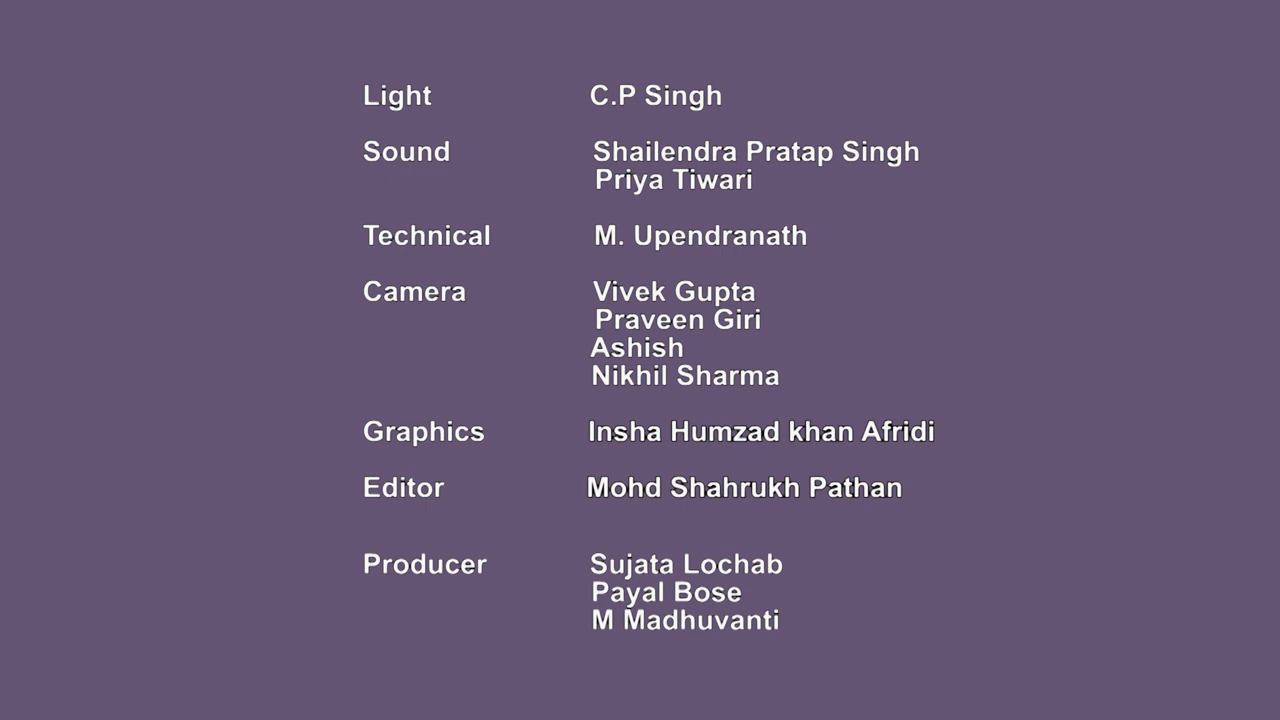 Light C.P Singh
Sound Shailendra Pratap Singh
Priya Tiwari
Technical M. Upendranath
Camera Vivek Gupta
Praveen Giri
Ashish
Nikhil Sharma
Graphics Insha Humzad khan Afridi
Editor Mohd Shahrukh Pathan
Producer Sujata Lochab
Payal Bose
M Madhuvanti